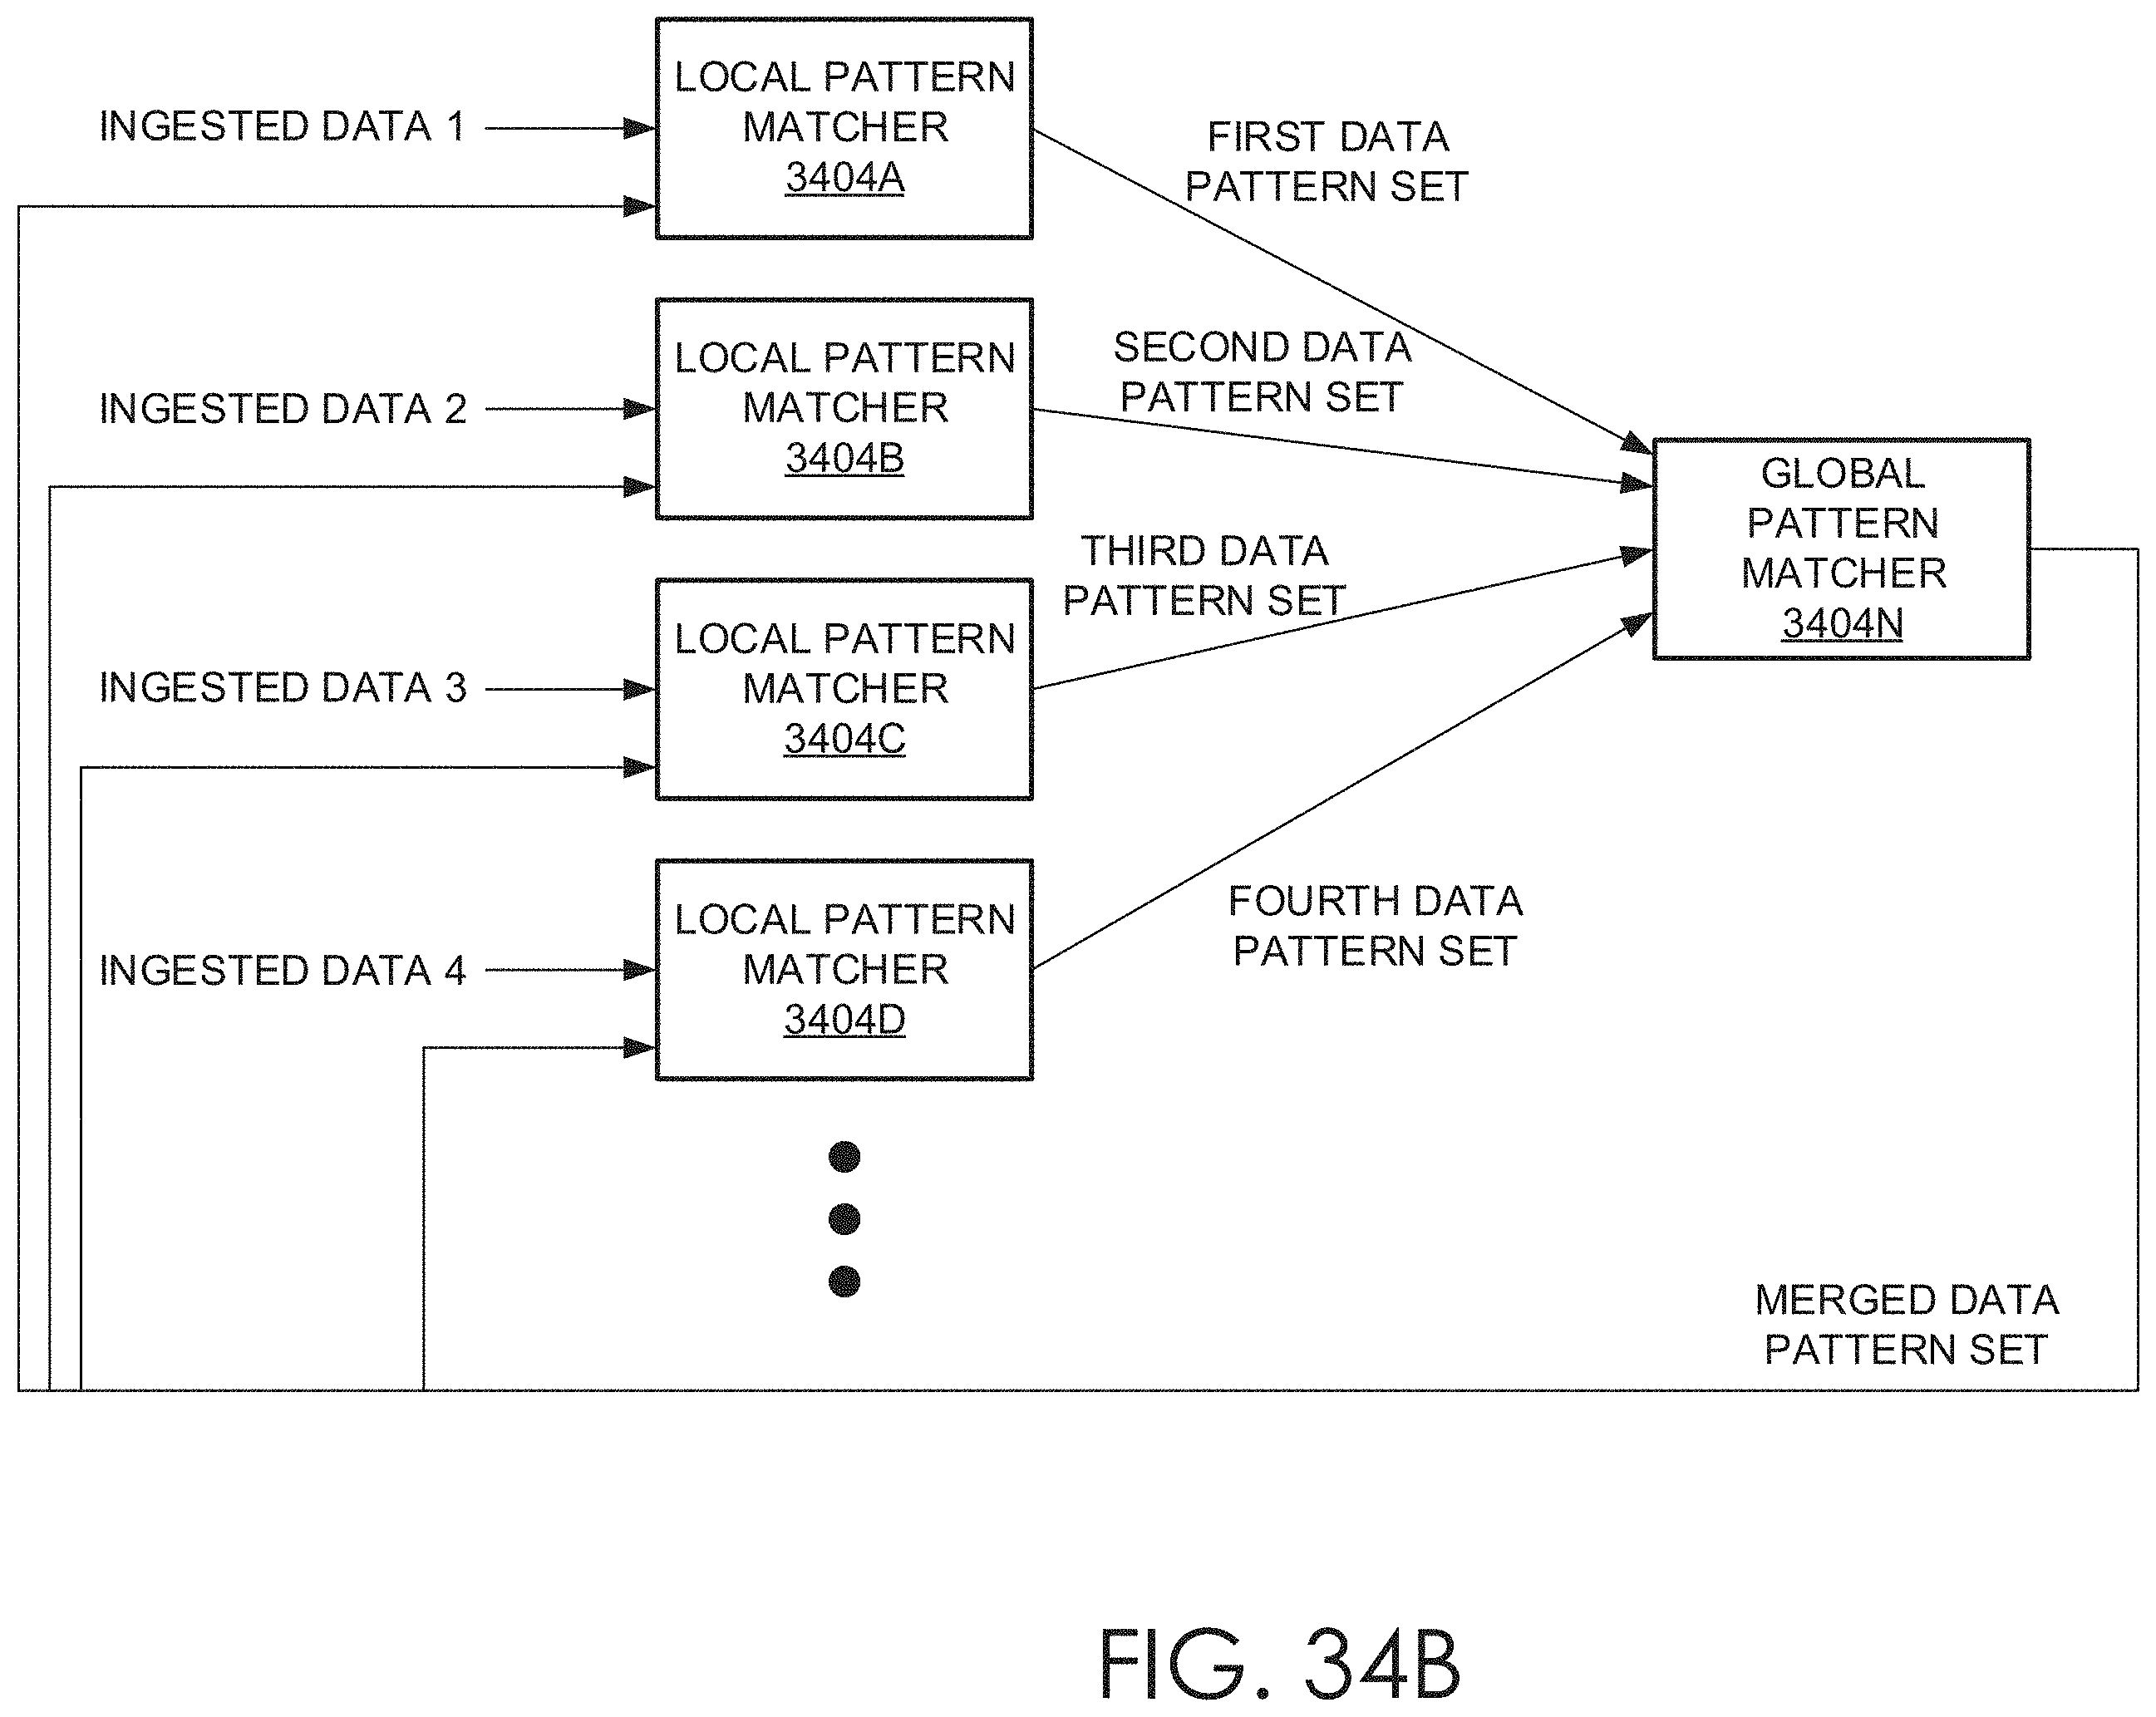 LOCAL PATTERN
MATCHER
3404A
INGESTED DATA 1
FIRST DATA
PATTERN SET
LOCAL PATTERN
MATCHER
3404B
INGESTED DATA 2
SECOND DATA
PATTERN SET
GLOBAL
PATTERN
MATCHER
3404N
THIRD DATA
PATTERN SET
LOCAL PATTERN
MATCHER
3404C
INGESTED DATA 3
LOCAL PATTERN
MATCHER
3404D
INGESTED DATA 4
FOURTH DATA
PATTERN SET
MERGED DATA
PATTERN SET
FIG. 34B